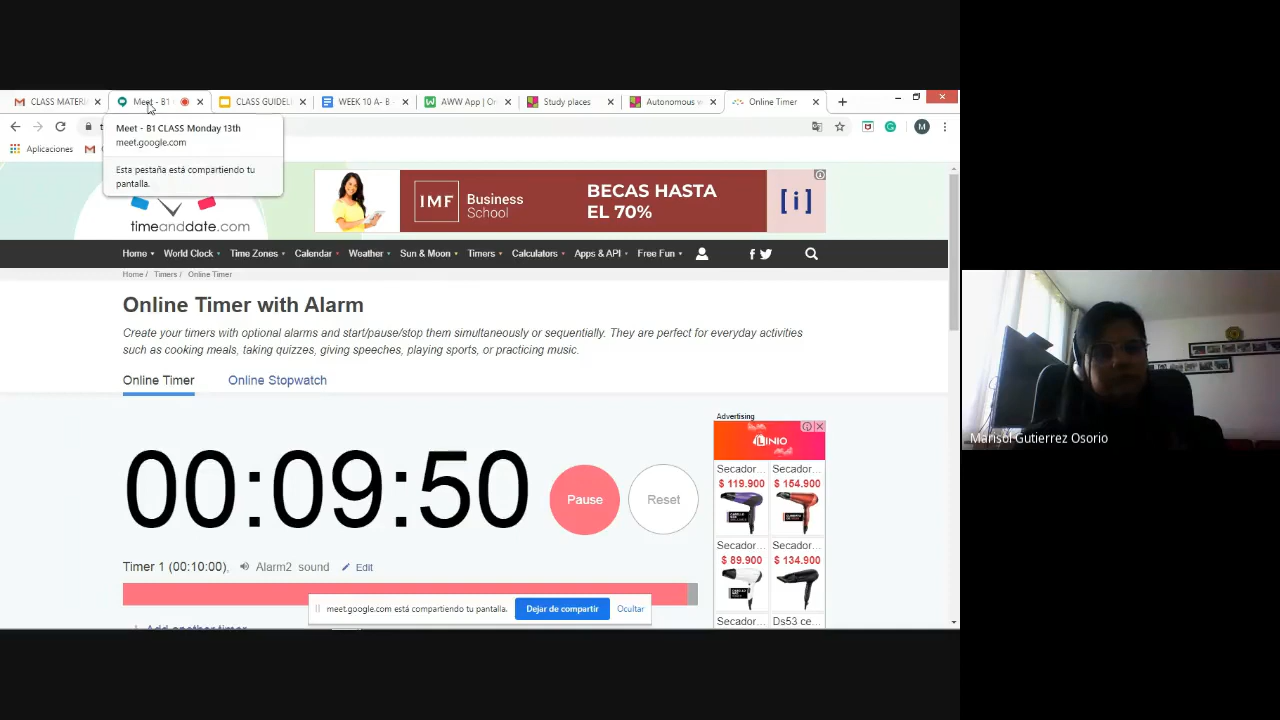 CLASS MATERI
Meet - B1
CLASS GUIDEL
WEEK 10 A- B
AWW App | On
Study places
Autonomous w
Online Timer
Meet - B1 CLASS Monday 13th
meet.google.com
Aplicaciones
Esta pestaña está compartiendo tu
pantalla.
timeanddate.com
IMF Business School
BECAS HASTA
EL 70%
[i]
Home World Clock Time Zones Calendar Weather Sun & Moon Timers Calculators Apps & API Free Fun
Home / Timers / Online Timer
Online Timer with Alarm
Create your timers with optional alarms and start/pause/stop them simultaneously or sequentially. They are perfect for everyday activities
such as cooking meals, taking quizzes, giving speeches, playing sports, or practicing music.
Online Timer Online Stopwatch
Advertising
LINIO
00:09:50
Pause
Reset
Secador... Secador...
$ 119.900 $ 154.900
Secador... Secador...
$ 89.900 $ 134.900
Secador... Ds53 ce...
Timer 1 (00:10:00), Alarm2 sound Edit
meet.google.com está compartiendo tu pantalla. Dejar de compartir Ocultar
Add another timer
M
Marisol Gutierrez Osorio